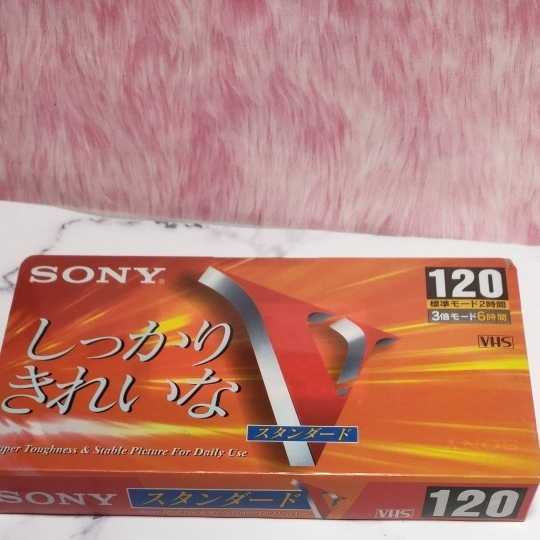 SONY
120
標準モード2時間
3倍モード6時間
VHS
しっかり
きれいな
スタンダード
Toughness & Stable Picture For Daily Use
SONY
スタンダード
VHS
120